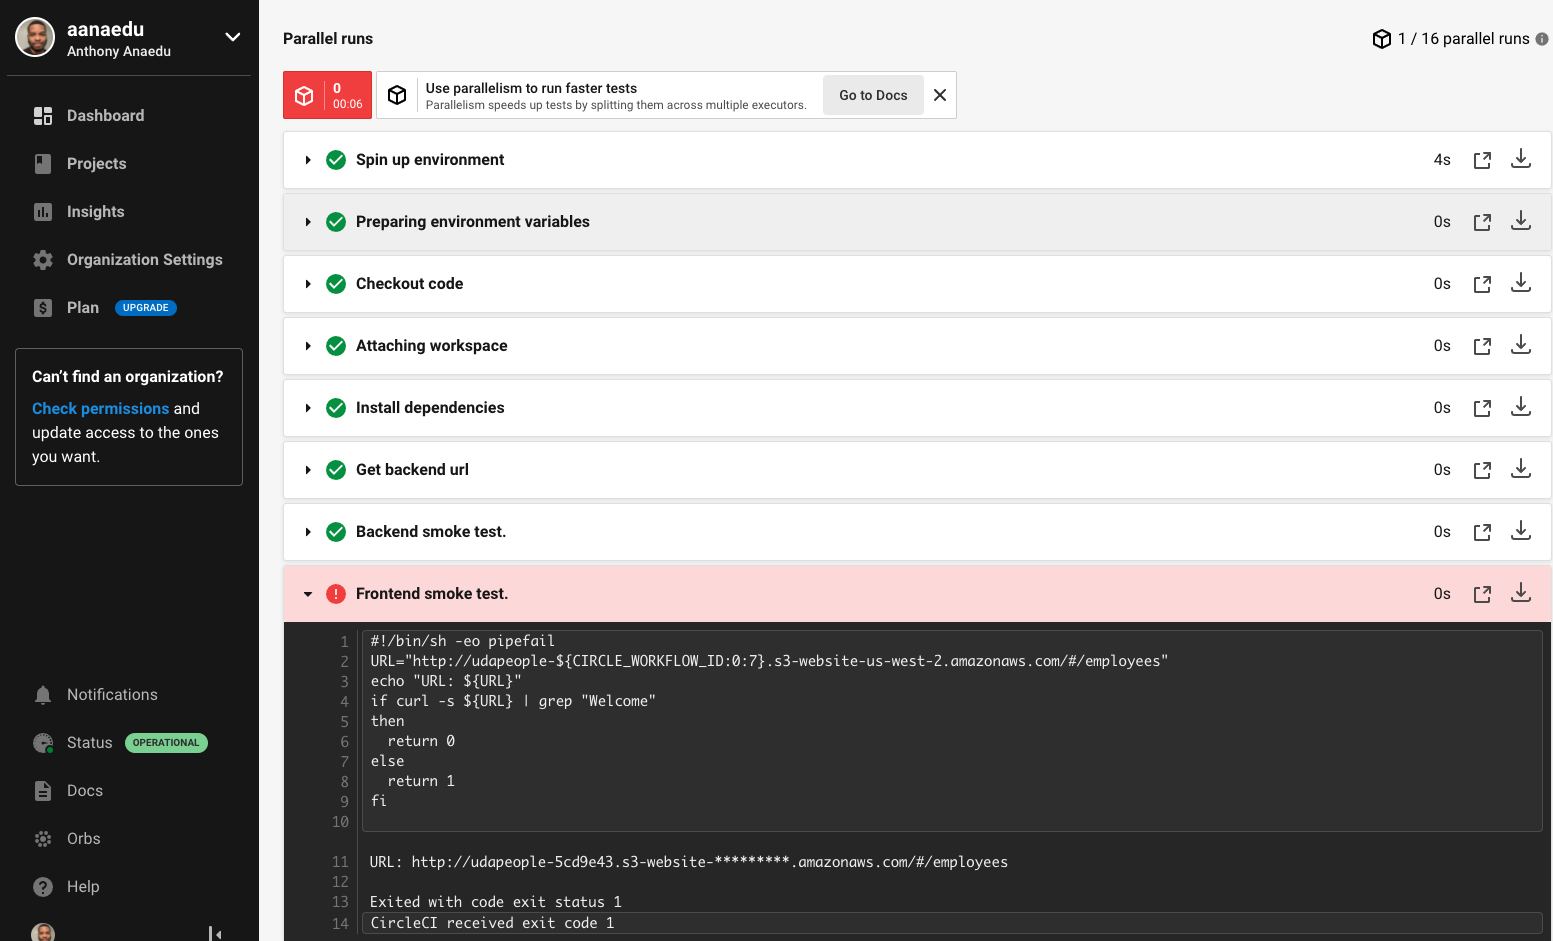 aanaedu
Anthony Anaedu
Dashboard
Projects
Insights
Organization Settings
Plan UPGRADE
Can't find an organization?
Check permissions and
update access to the ones
you want.
Notifications
Status OPERATIONAL
Docs
Orbs
Help
Parallel runs
1 / 16 parallel runs
0
00:06
Use parallelism to run faster tests
Parallelism speeds up tests by splitting them across multiple executors.
Go to Docs
Spin up environment 4s
Preparing environment variables 0s
Checkout code 0s
Attaching workspace 0s
Install dependencies 0s
Get backend url 0s
Backend smoke test. 0s
Frontend smoke test. 0s
1 #!/bin/sh -eo pipefail
2 URL="http://udapeople-${CIRCLE_WORKFLOW_ID:0:7}.s3-website-us-west-2.amazonaws.com/#/employees"
3 echo "URL: ${URL}"
4 if curl -s ${URL} | grep "Welcome"
5 then
6   return 0
7 else
8   return 1
9 fi
10
11 URL: http://udapeople-5cd9e43.s3-website-*********.amazonaws.com/#/employees
12
13 Exited with code exit status 1
14 CircleCI received exit code 1